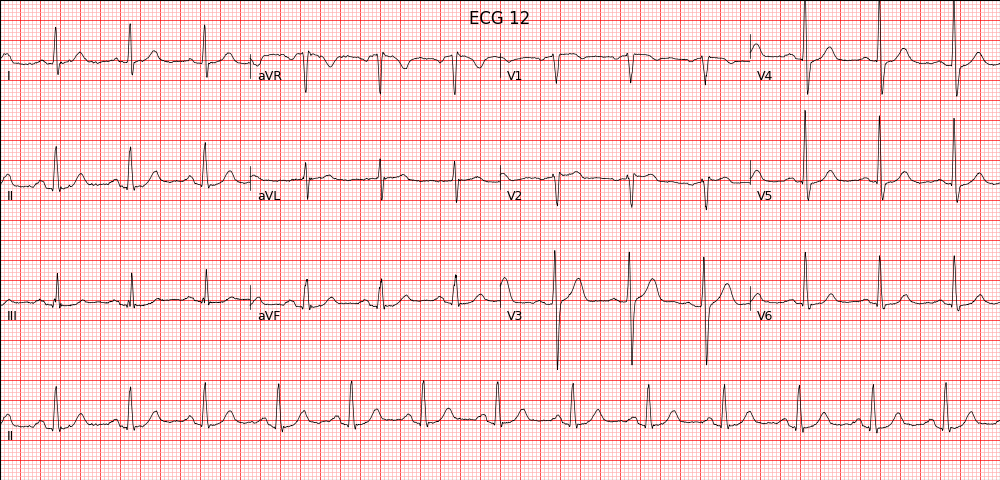 ECG 12
I aVR V1 V4
II aVL V2 V5
III aVF V3 V6
II